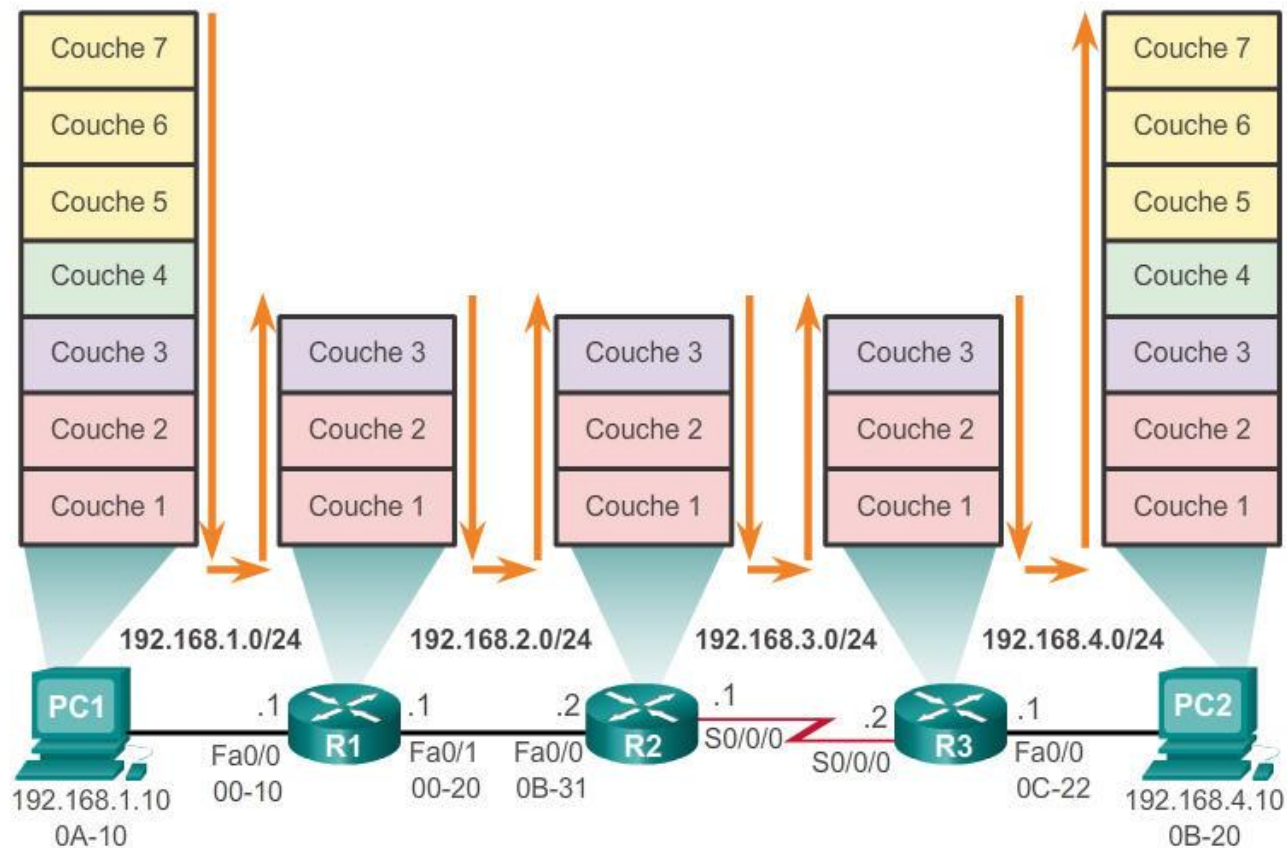 Couche 7
Couche 6
Couche 5
Couche 4
Couche 3
Couche 2
Couche 1
Couche 3
Couche 2
Couche 1
Couche 3
Couche 2
Couche 1
Couche 3
Couche 2
Couche 1
Couche 7
Couche 6
Couche 5
Couche 4
Couche 3
Couche 2
Couche 1
192.168.1.0/24
192.168.2.0/24
192.168.3.0/24
192.168.4.0/24
PC1
192.168.1.10
0A-10
.1
Fa0/0
00-10
R1
.1
Fa0/1
00-20
.2
Fa0/0
0B-31
R2
.1
S0/0/0
.2
S0/0/0
R3
.1
Fa0/0
0C-22
PC2
192.168.4.10
0B-20